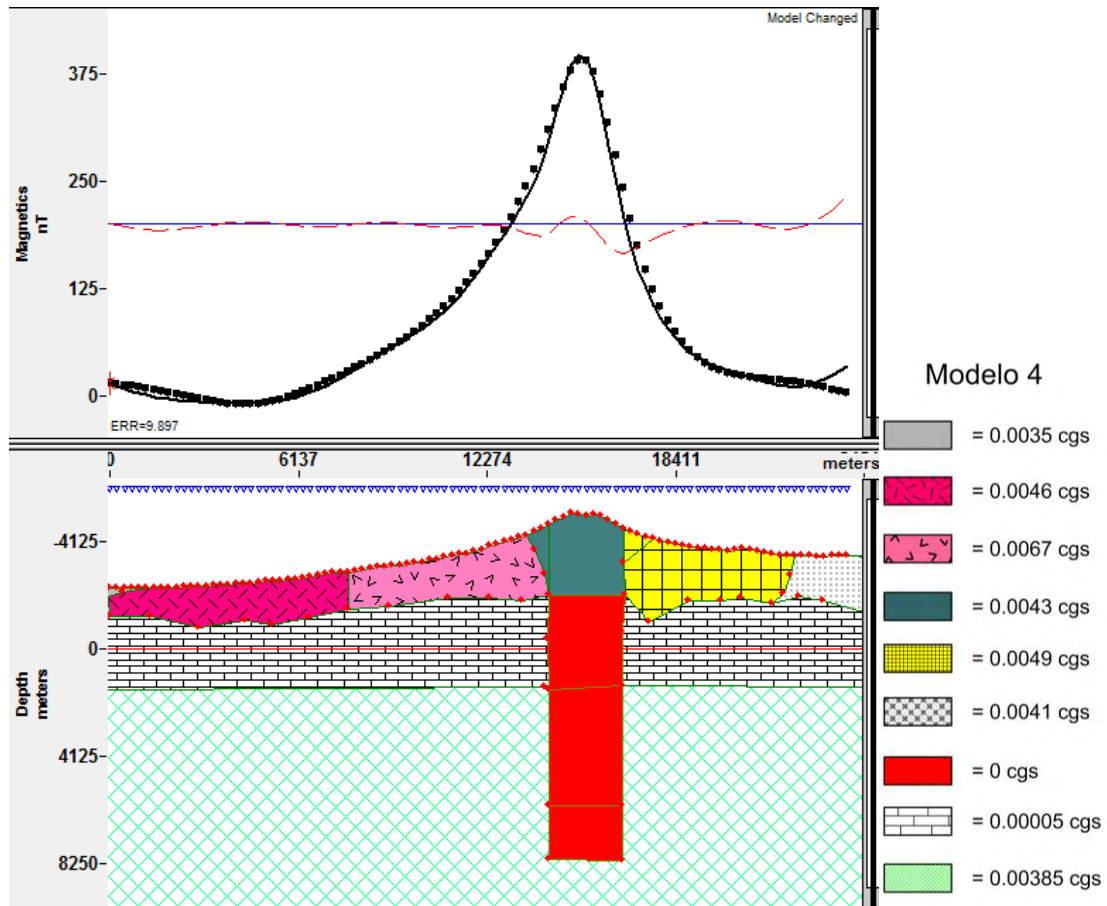 Model Changed
375-
250-
125-
0-
Magnetics
nT
ERR=9.897
0
6137
12274
18411
meters
-4125-
0-
4125-
8250-
Depth
meters
Modelo 4
= 0.0035 cgs
= 0.0046 cgs
= 0.0067 cgs
= 0.0043 cgs
= 0.0049 cgs
= 0.0041 cgs
= 0 cgs
= 0.00005 cgs
= 0.00385 cgs